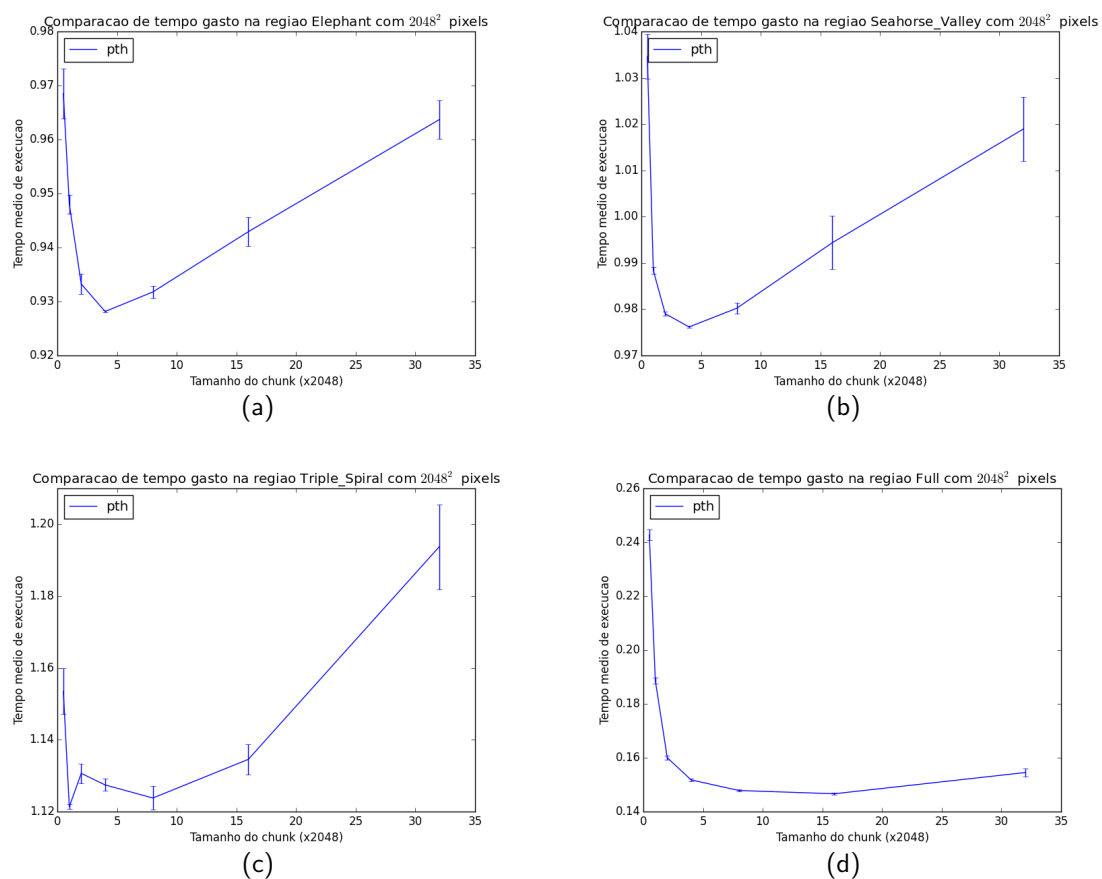 Comparacao de tempo gasto na regiao Elephant com 2048² pixels
pth
0.98
0.97
0.96
0.95
0.94
0.93
0.92
Tempo medio de execucao
0 5 10 15 20 25 30 35
Tamanho do chunk (x2048)
(a)
Comparacao de tempo gasto na regiao Seahorse_Valley com 2048² pixels
pth
1.04
1.03
1.02
1.01
1.00
0.99
0.98
0.97
Tempo medio de execucao
0 5 10 15 20 25 30 35
Tamanho do chunk (x2048)
(b)
Comparacao de tempo gasto na regiao Triple_Spiral com 2048² pixels
pth
1.20
1.18
1.16
1.14
1.12
Tempo medio de execucao
0 5 10 15 20 25 30 35
Tamanho do chunk (x2048)
(c)
Comparacao de tempo gasto na regiao Full com 2048² pixels
pth
0.26
0.24
0.22
0.20
0.18
0.16
0.14
Tempo medio de execucao
0 5 10 15 20 25 30 35
Tamanho do chunk (x2048)
(d)